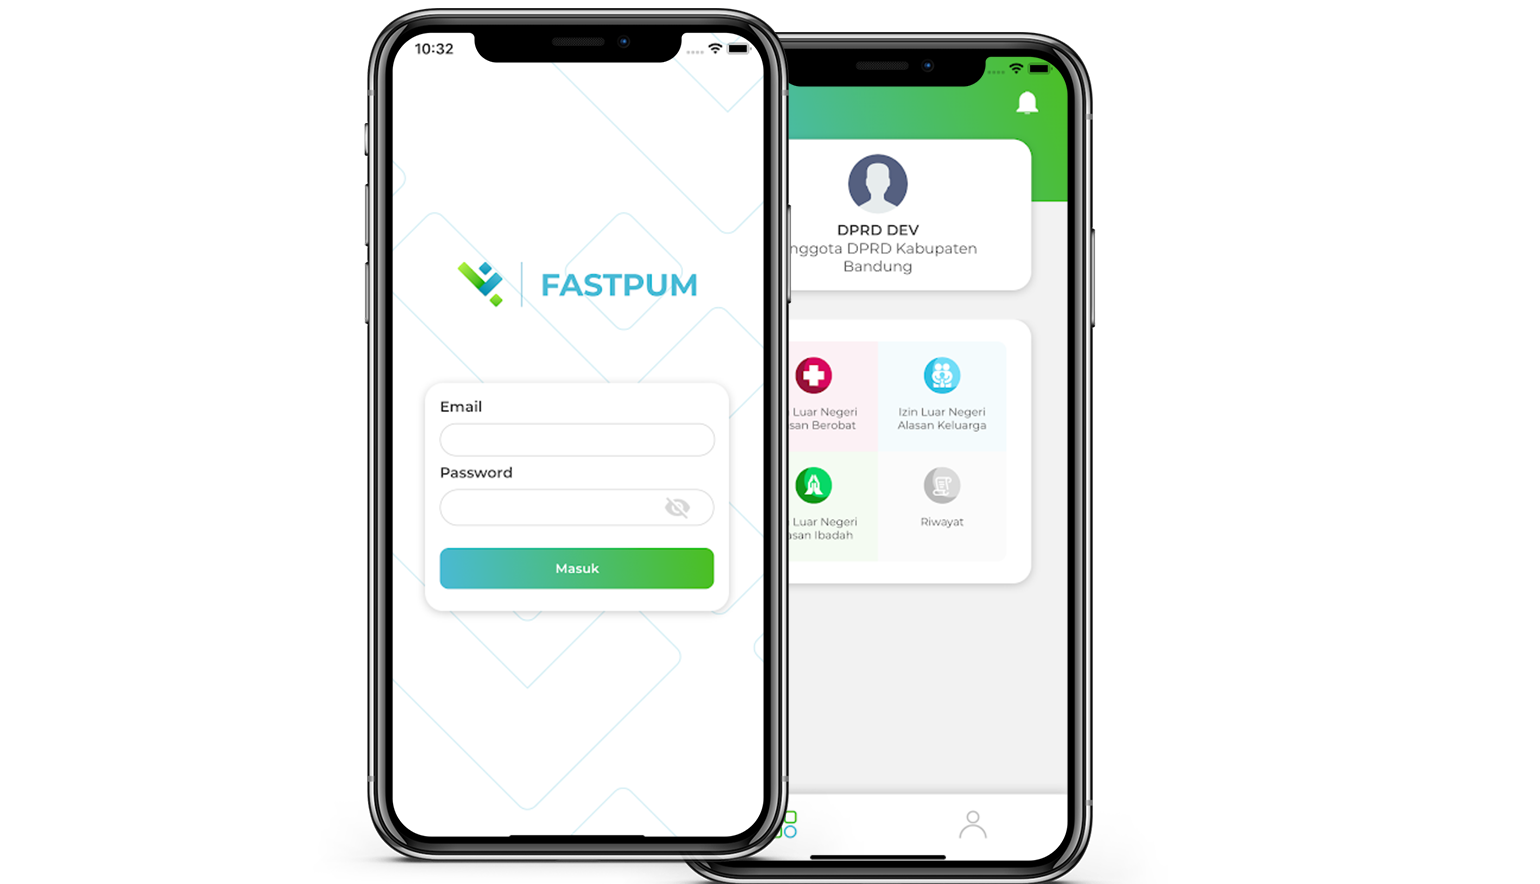 10:32
FASTPUM
Email
Password
Masuk
DPRD DEV
nggota DPRD Kabupaten
Bandung
Luar Negeri
san Berobat
Izin Luar Negeri
Alasan Keluarga
Luar Negeri
asan Ibadah
Riwayat